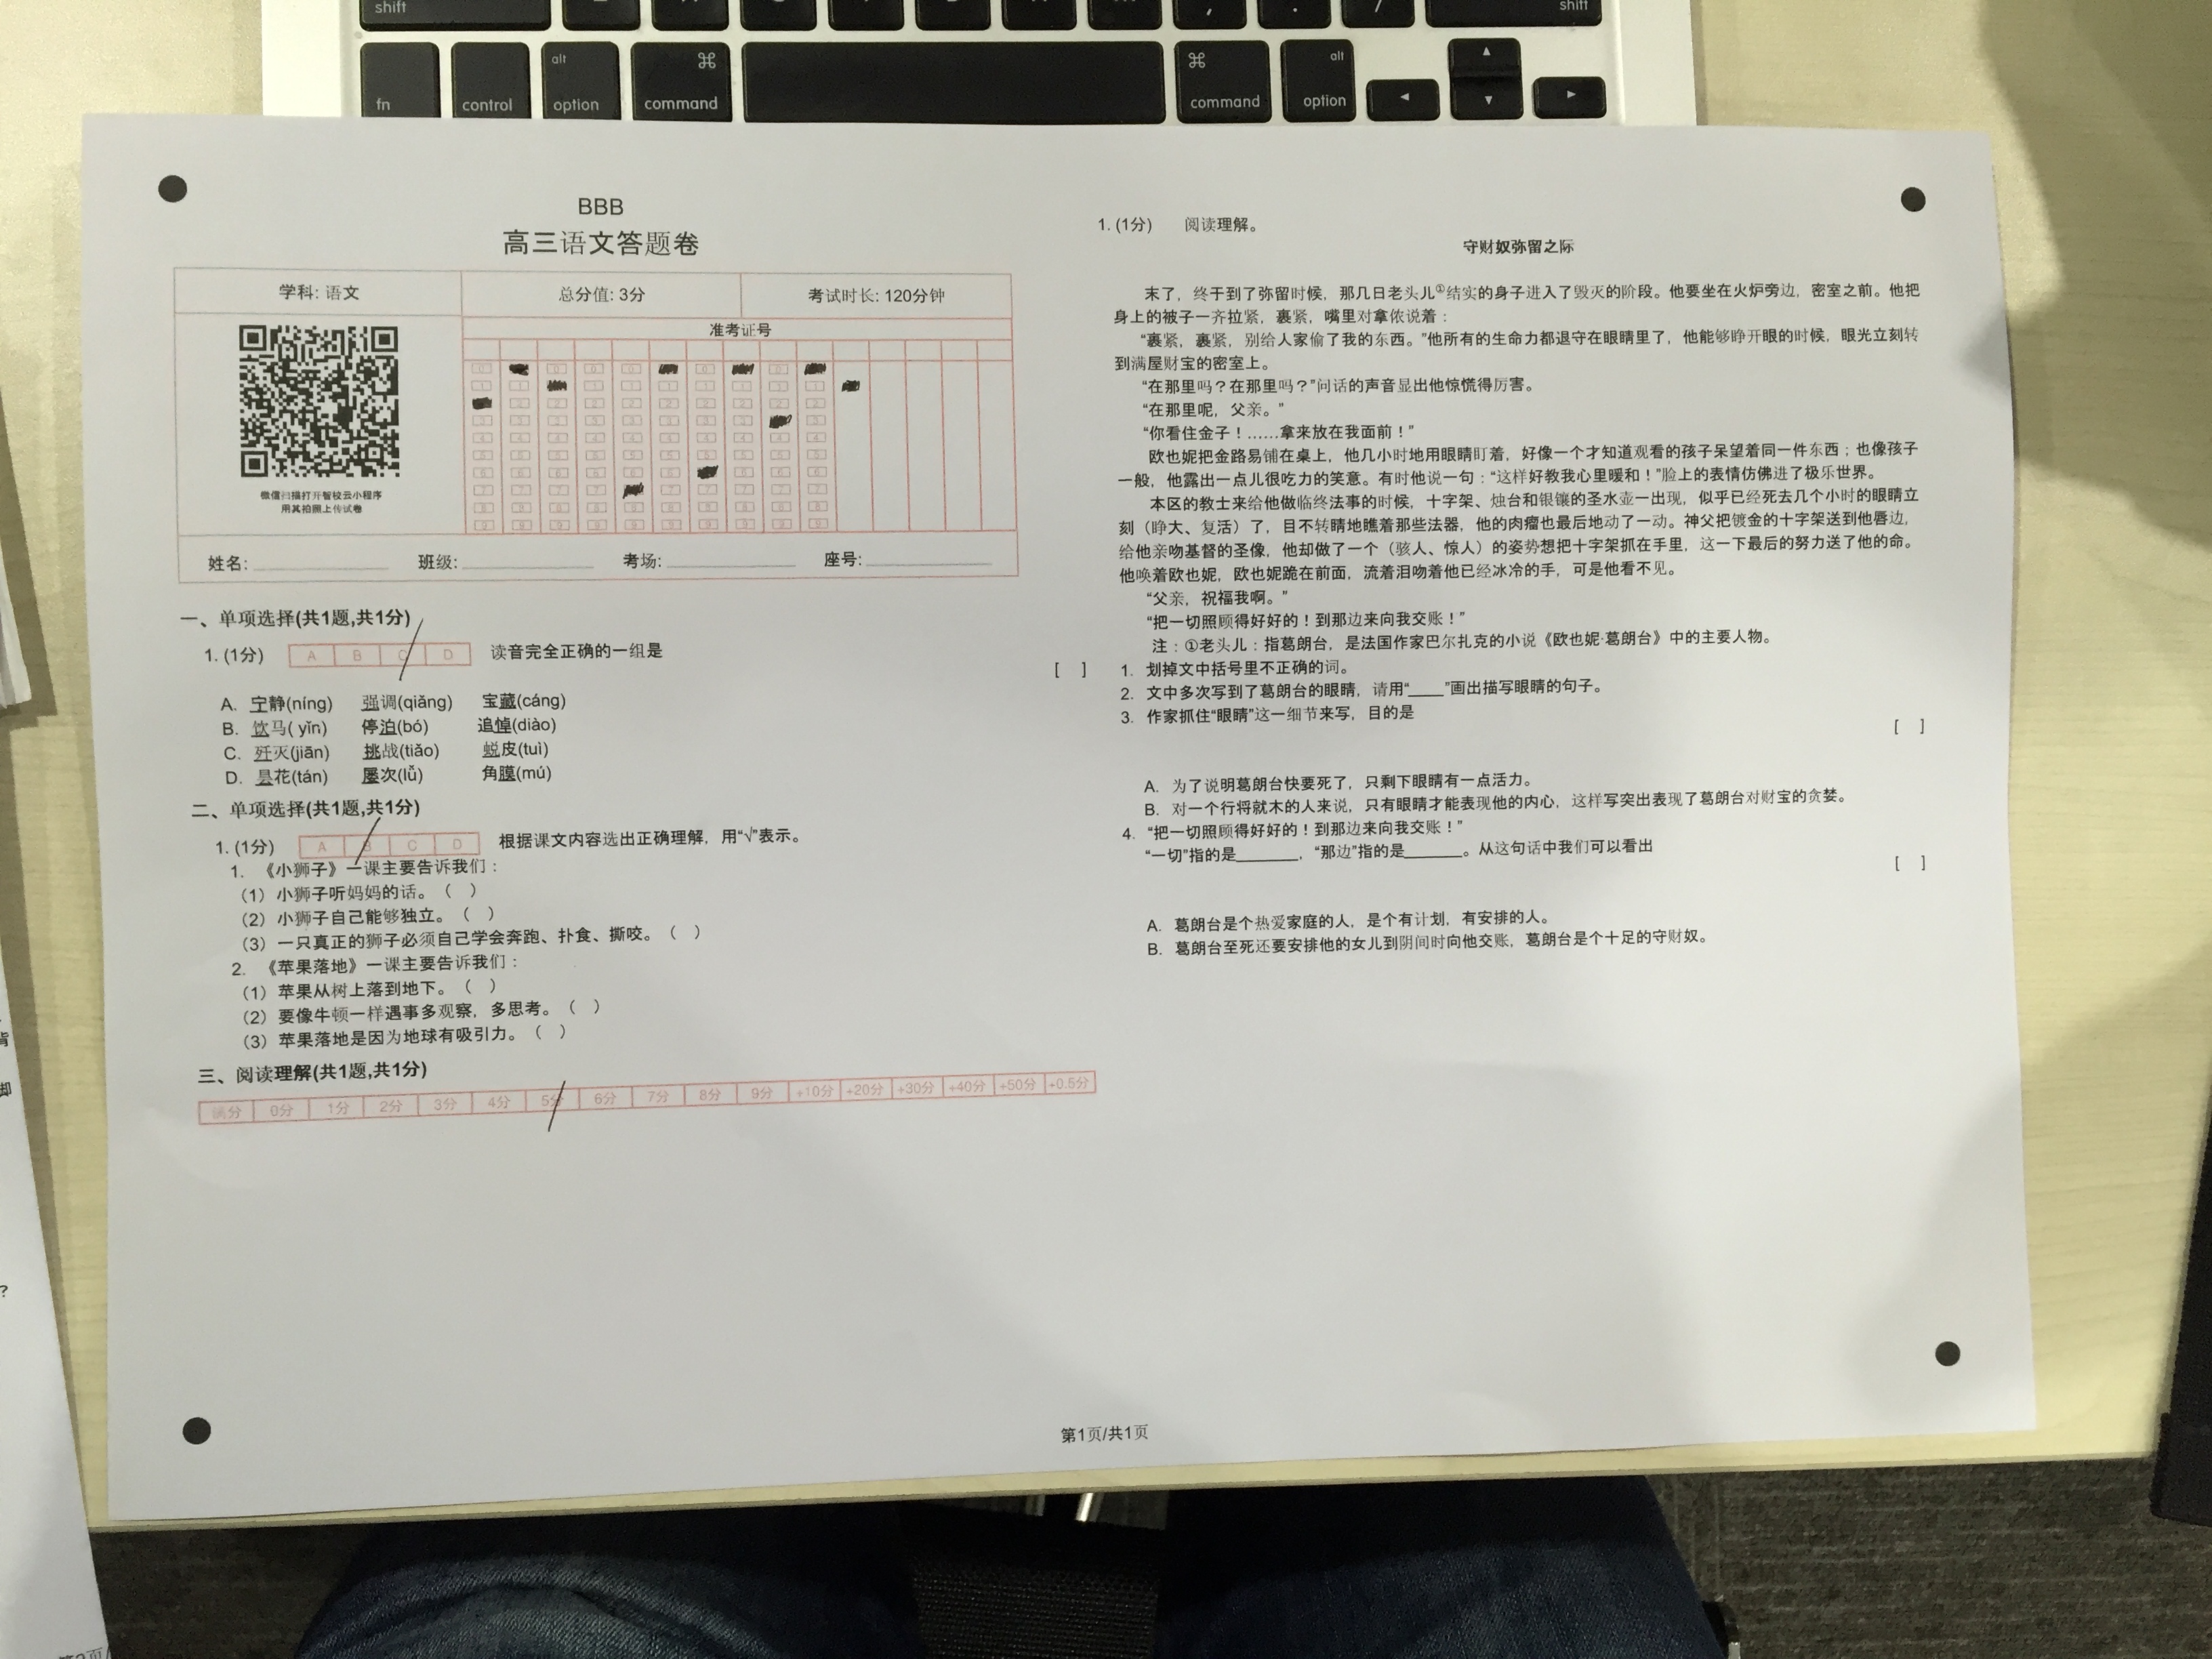 BBB
高三语文答题卷
学科: 语文
总分值: 3分
考试时长: 120分钟
准考证号
微信扫描打开智校云小程序
用其拍照上传试卷
姓名: 班级: 考场: 座号:
一、单项选择(共1题,共1分)
1. (1分) A B C D 读音完全正确的一组是
[ ]
A. 宁静(níng) 强调(qiǎng) 宝藏(cáng)
B. 饮马( yǐn) 停泊(bó) 追悼(diào)
C. 歼灭(jiān) 挑战(tiǎo) 蜕皮(tuì)
D. 昙花(tán) 屡次(lǚ) 角膜(mú)
二、单项选择(共1题,共1分)
1. (1分) A B C D 根据课文内容选出正确理解，用“√”表示。
1. 《小狮子》一课主要告诉我们：
(1) 小狮子听妈妈的话。 ( )
(2) 小狮子自己能够独立。 ( )
(3) 一只真正的狮子必须自己学会奔跑、扑食、撕咬。 ( )
2. 《苹果落地》一课主要告诉我们：
(1) 苹果从树上落到地下。 ( )
(2) 要像牛顿一样遇事多观察，多思考。 ( )
(3) 苹果落地是因为地球有吸引力。 ( )
三、阅读理解(共1题,共1分)
满分 0分 1分 2分 3分 4分 5分 6分 7分 8分 9分 +10分 +20分 +30分 +40分 +50分 +0.5分
1. (1分) 阅读理解。
守财奴弥留之际
末了，终于到了弥留时候，那几日老头儿①结实的身子进入了毁灭的阶段。他要坐在火炉旁边，密室之前。他把
身上的被子一齐拉紧，裹紧，嘴里对拿侬说着：
“裹紧，裹紧，别给人家偷了我的东西。”他所有的生命力都退守在眼睛里了，他能够睁开眼的时候，眼光立刻转
到满屋财宝的密室上。
“在那里吗？在那里吗？”问话的声音显出他惊慌得厉害。
“在那里呢，父亲。”
“你看住金子！……拿来放在我面前！”
欧也妮把金路易铺在桌上，他几小时地用眼睛盯着，好像一个才知道观看的孩子呆望着同一件东西；也像孩子
一般，他露出一点儿很吃力的笑意。有时他说一句：“这样好教我心里暖和！”脸上的表情仿佛进了极乐世界。
本区的教士来给他做临终法事的时候，十字架、烛台和银镶的圣水壶一出现，似乎已经死去几个小时的眼睛立
刻（睁大、复活）了，目不转睛地瞧着那些法器，他的肉瘤也最后地动了一动。神父把镀金的十字架送到他唇边，
给他亲吻基督的圣像，他却做了一个（骇人、惊人）的姿势想把十字架抓在手里，这一下最后的努力送了他的命。
他唤着欧也妮，欧也妮跪在前面，流着泪吻着他已经冰冷的手，可是他看不见。
“父亲，祝福我啊。”
“把一切照顾得好好的！到那边来向我交账！”
注：①老头儿：指葛朗台，是法国作家巴尔扎克的小说《欧也妮·葛朗台》中的主要人物。
1. 划掉文中括号里不正确的词。
2. 文中多次写到了葛朗台的眼睛，请用“____”画出描写眼睛的句子。
3. 作家抓住“眼睛”这一细节来写，目的是
[ ]
A. 为了说明葛朗台快要死了，只剩下眼睛有一点活力。
B. 对一个行将就木的人来说，只有眼睛才能表现他的内心，这样写突出表现了葛朗台对财宝的贪婪。
4. “把一切照顾得好好的！到那边来向我交账！”
“一切”指的是________，“那边”指的是________。从这句话中我们可以看出
[ ]
A. 葛朗台是个热爱家庭的人，是个有计划，有安排的人。
B. 葛朗台至死还要安排他的女儿到阴间时向他交账，葛朗台是个十足的守财奴。
第1页/共1页
fn
control
alt
option
command
⌘
shift
⌘
command
alt
option
shift